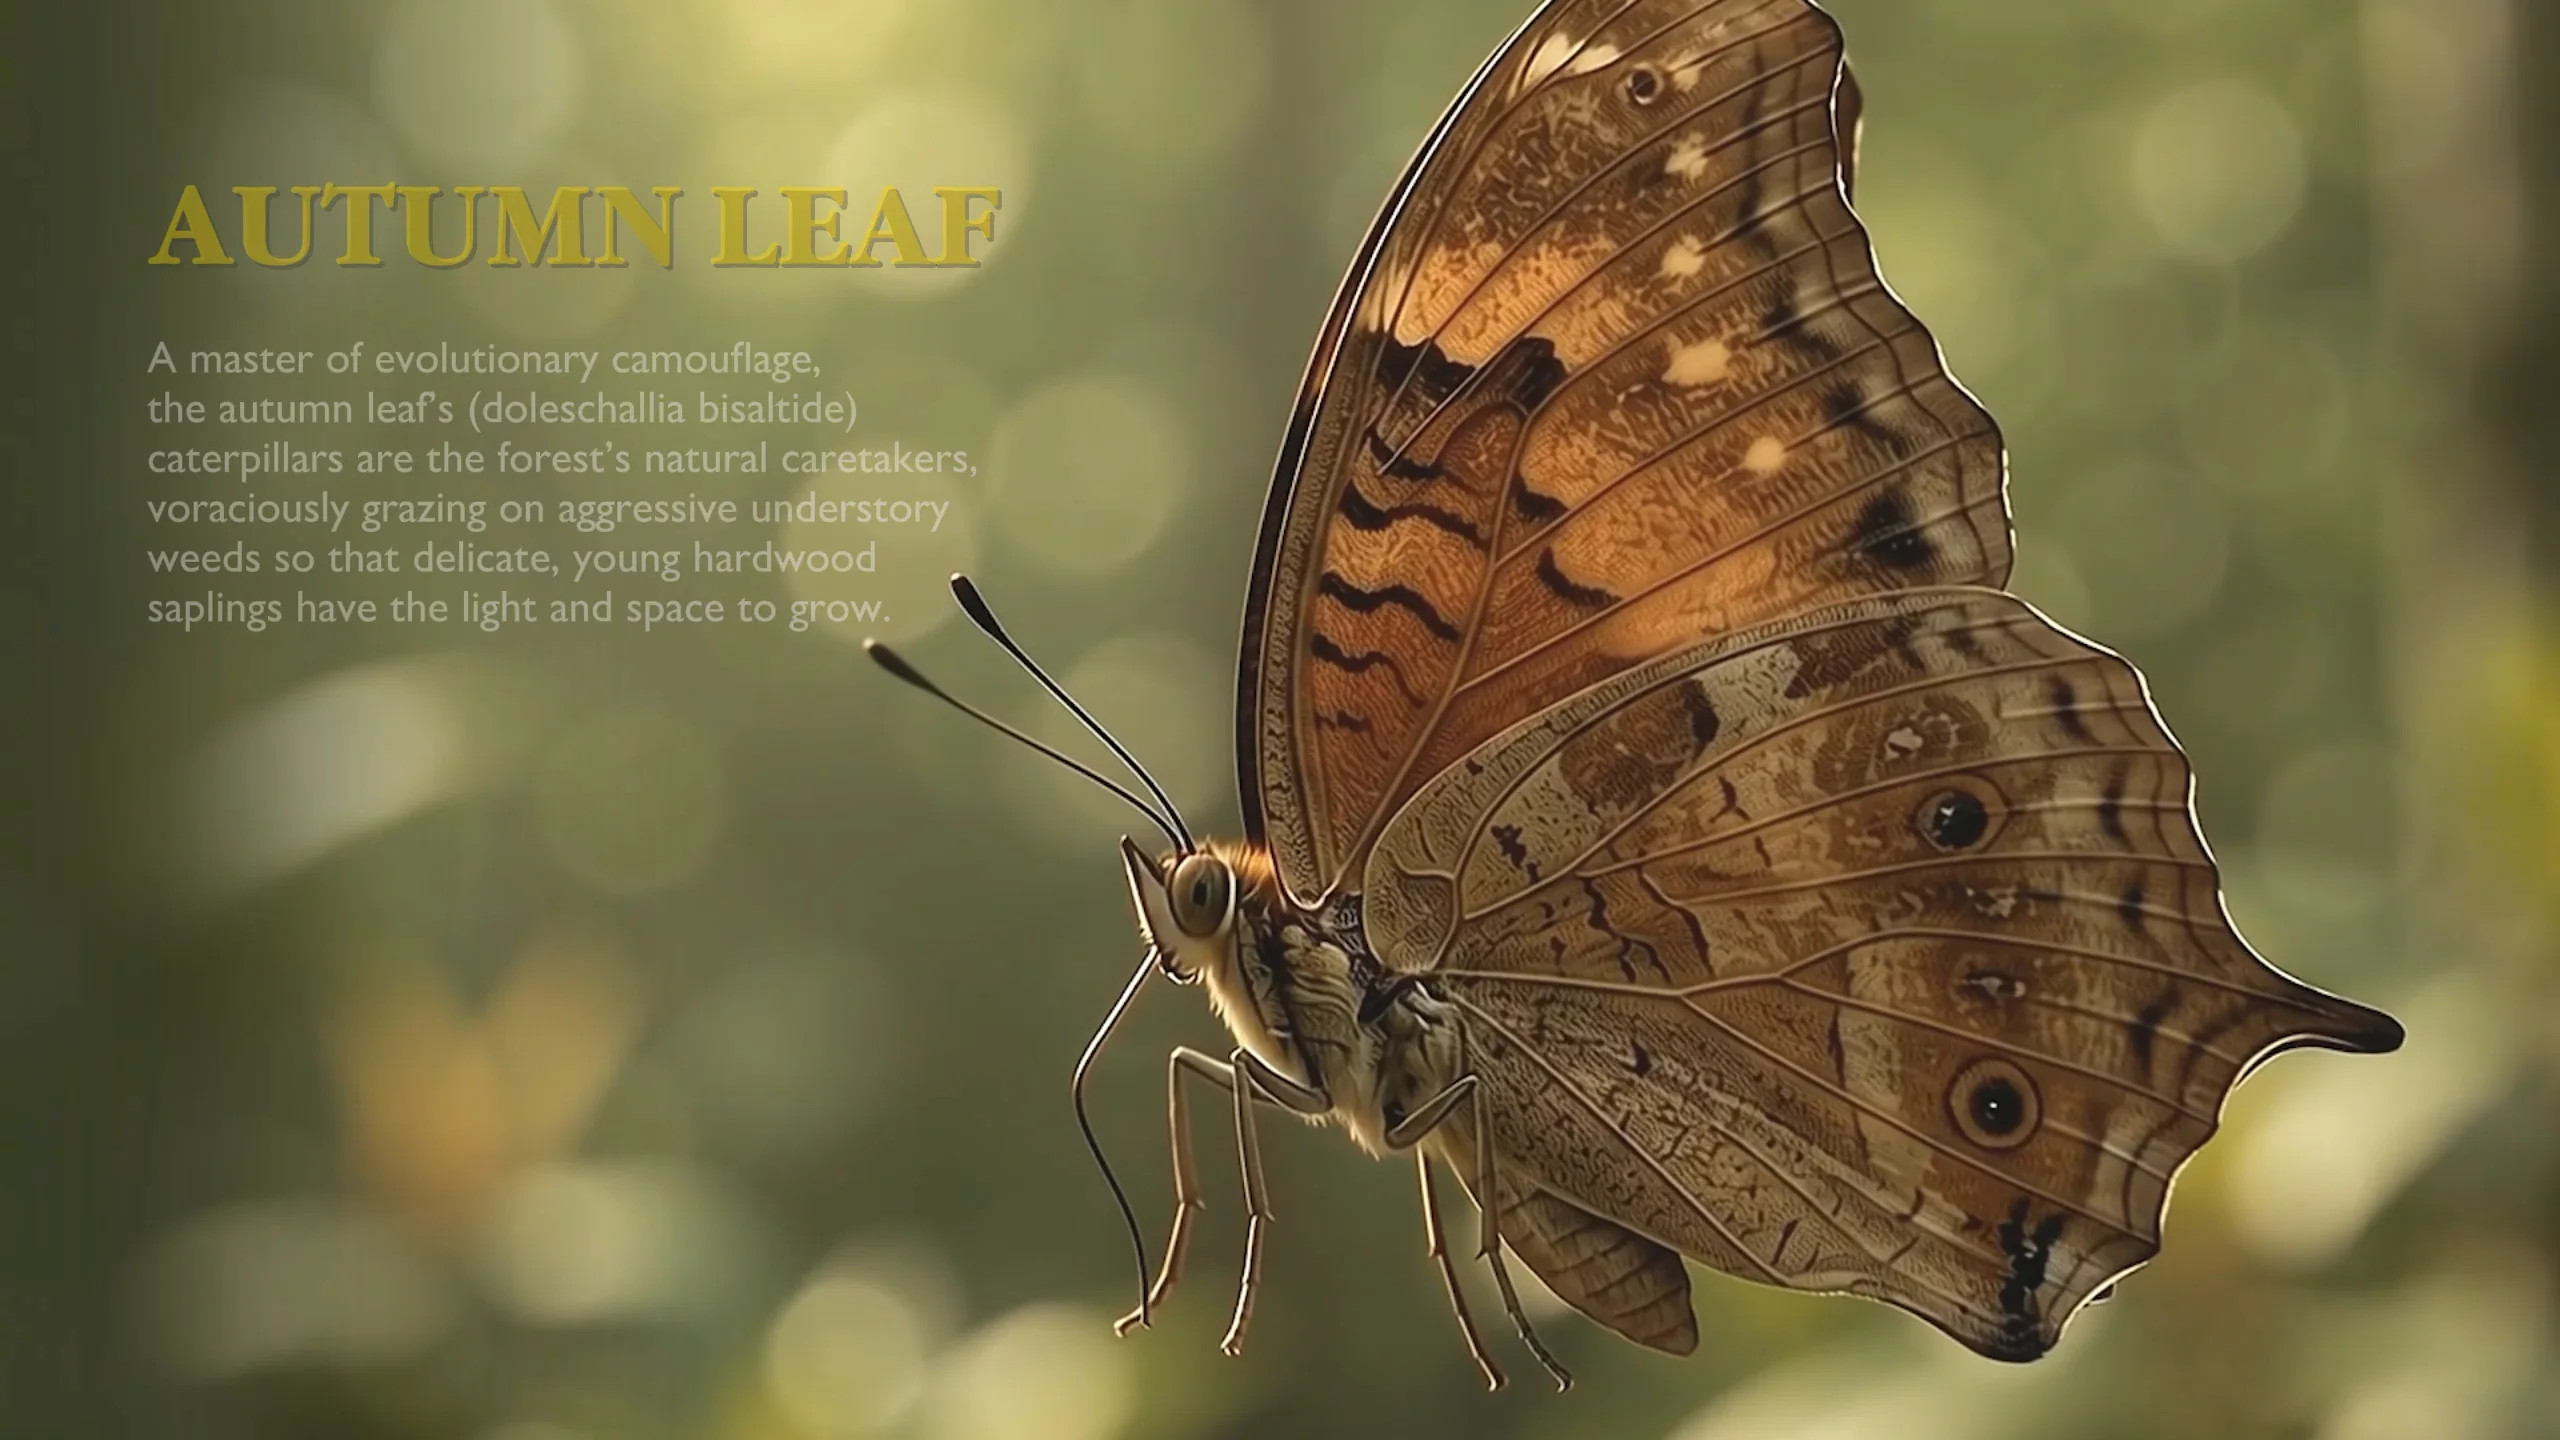 AUTUMN LEAF
A master of evolutionary camouflage,
the autumn leaf’s (doleschallia bisaltide)
caterpillars are the forest’s natural caretakers,
voraciously grazing on aggressive understory
weeds so that delicate, young hardwood
saplings have the light and space to grow.